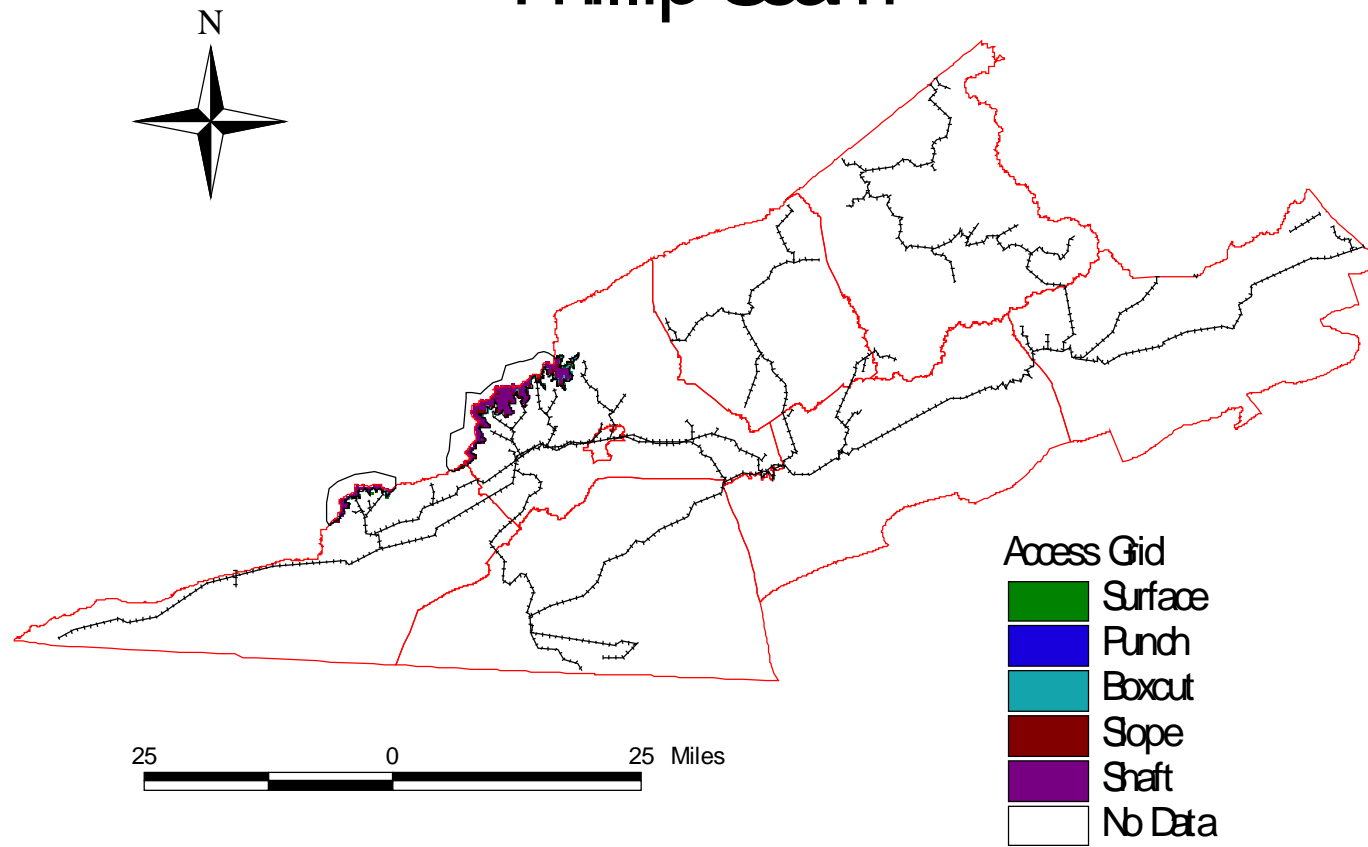 N
25 0 25 Miles
Access Grid
Surface
Punch
Boxcut
Slope
Shaft
No Data